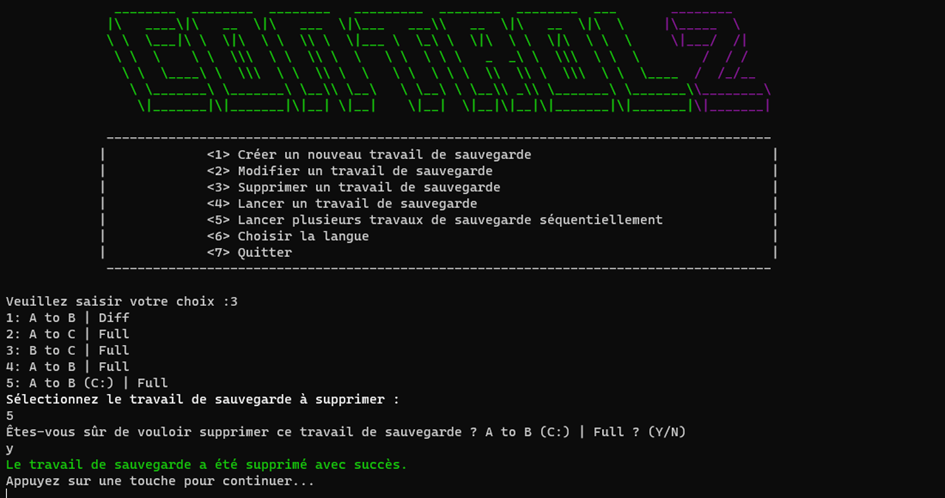 CONTROL Z
<1> Créer un nouveau travail de sauvegarde
<2> Modifier un travail de sauvegarde
<3> Supprimer un travail de sauvegarde
<4> Lancer un travail de sauvegarde
<5> Lancer plusieurs travaux de sauvegarde séquentiellement
<6> Choisir la langue
<7> Quitter
Veuillez saisir votre choix :3
1: A to B | Diff
2: A to C | Full
3: B to C | Full
4: A to B | Full
5: A to B (C:) | Full
Sélectionnez le travail de sauvegarde à supprimer :
5
Êtes-vous sûr de vouloir supprimer ce travail de sauvegarde ? A to B (C:) | Full ? (Y/N)
y
Le travail de sauvegarde a été supprimé avec succès.
Appuyez sur une touche pour continuer...